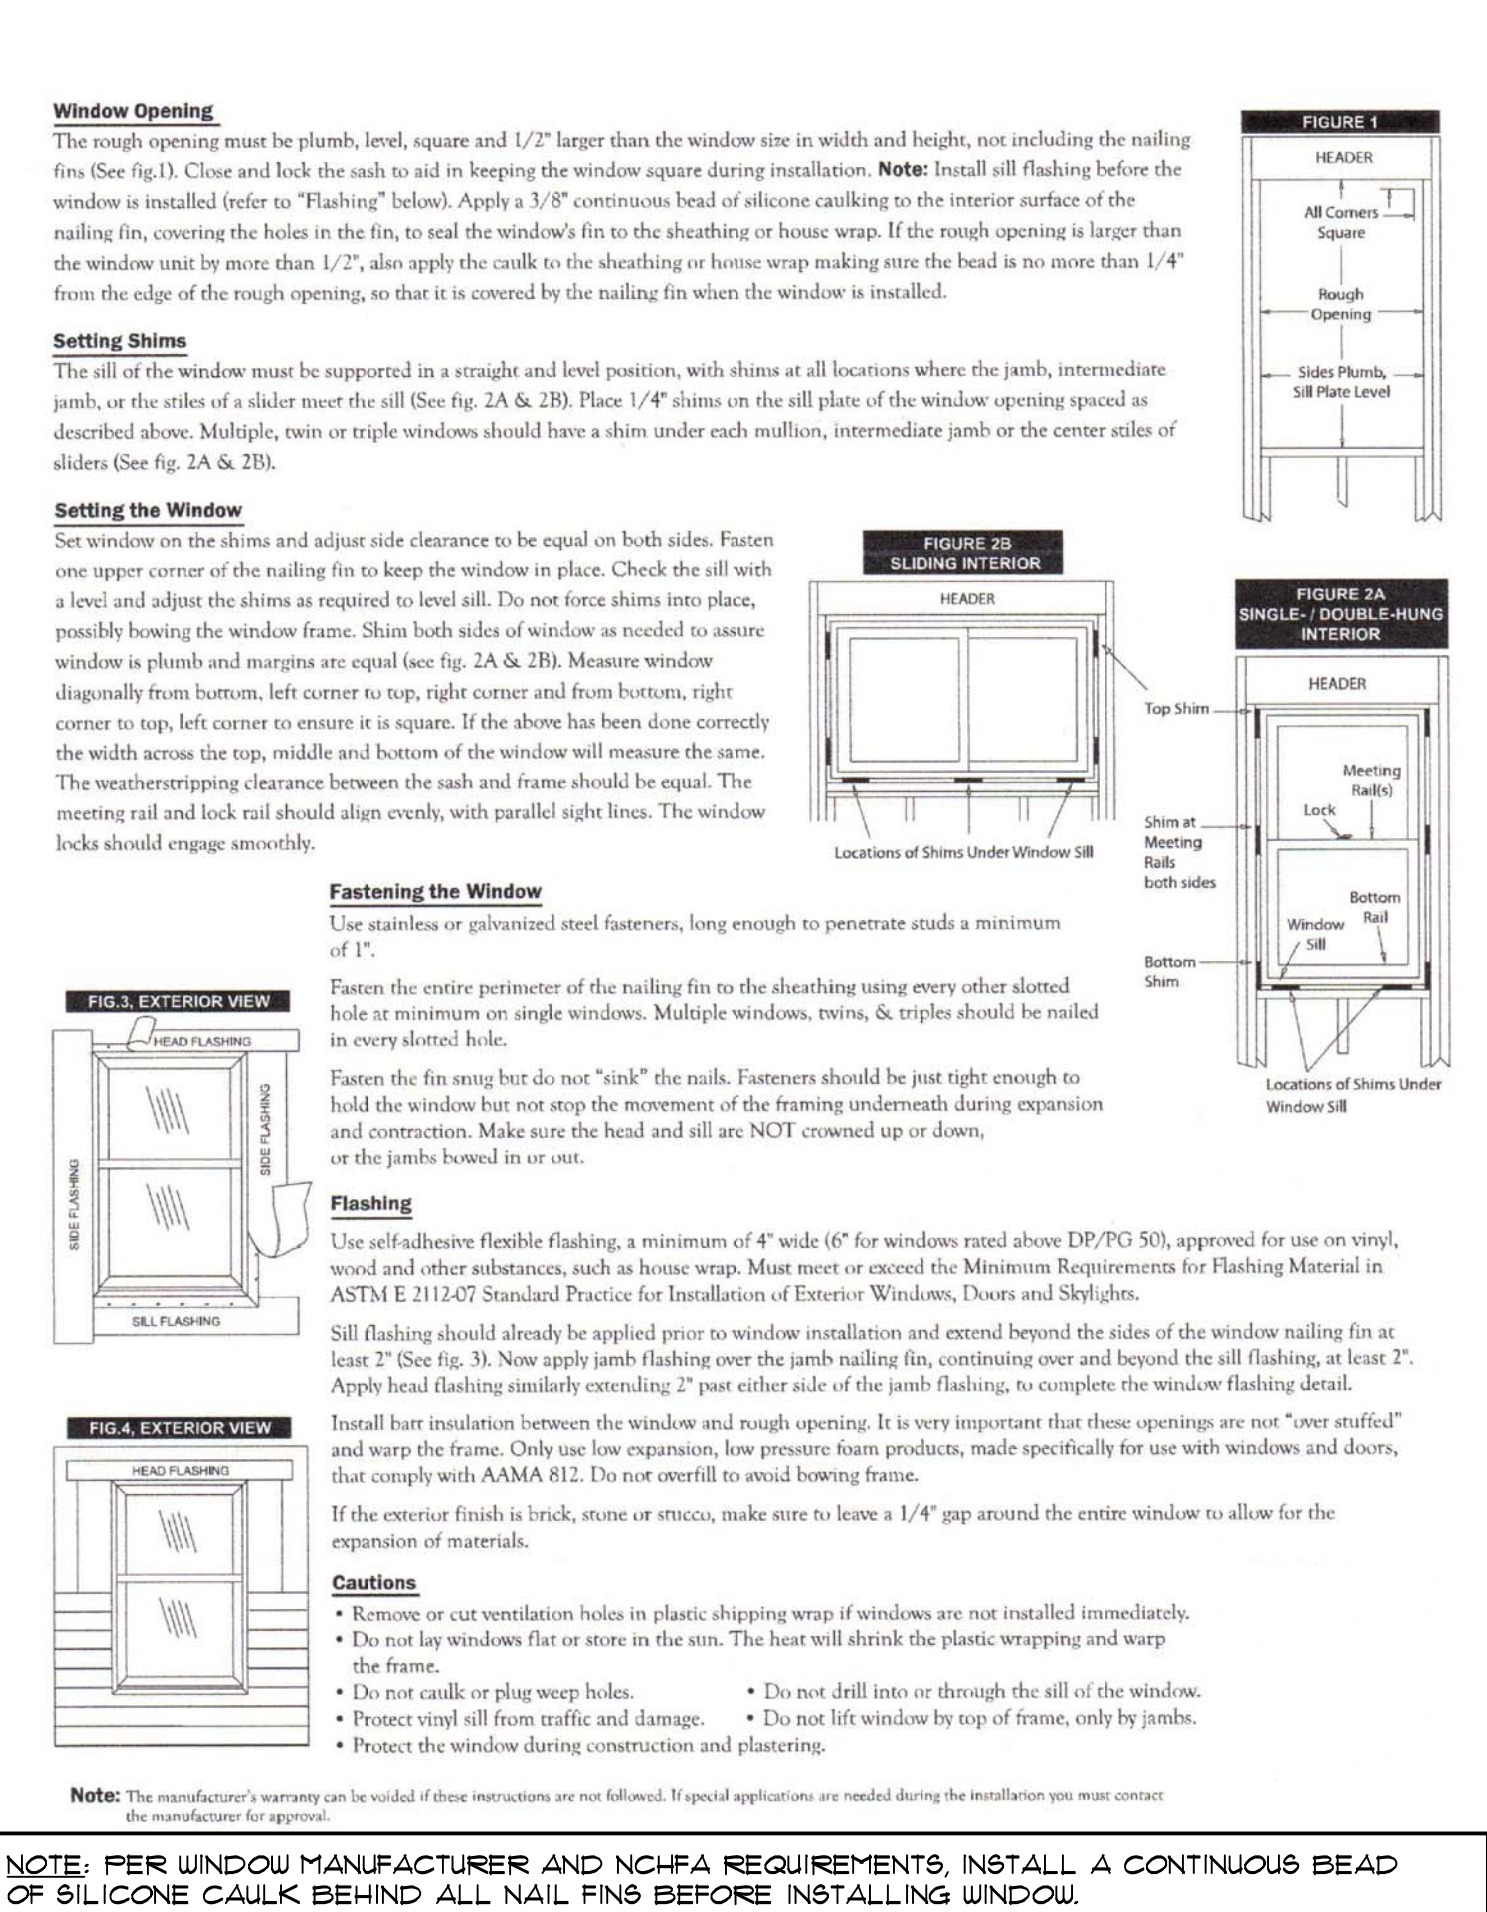 Window Opening
The rough opening must be plumb, level, square and 1/2" larger than the window size in width and height, not including the nailing
fins (See fig.1). Close and lock the sash to aid in keeping the window square during installation. Note: Install sill flashing before the
window is installed (refer to "Flashing" below). Apply a 3/8" continuous bead of silicone caulking to the interior surface of the
nailing fin, covering the holes in the fin, to seal the window's fin to the sheathing or house wrap. If the rough opening is larger than
the window unit by more than 1/2", also apply the caulk to the sheathing or house wrap making sure the bead is no more than 1/4"
from the edge of the rough opening, so that it is covered by the nailing fin when the window is installed.
FIGURE 1
HEADER
All Corners
Square
Rough
Opening
Sides Plumb,
Sill Plate Level
Setting Shims
The sill of the window must be supported in a straight and level position, with shims at all locations where the jamb, intermediate
jamb, or the stiles of a slider meet the sill (See fig. 2A & 2B). Place 1/4" shims on the sill plate of the window opening spaced as
described above. Multiple, twin or triple windows should have a shim under each mullion, intermediate jamb or the center stiles of
sliders (See fig. 2A & 2B).
Setting the Window
Set window on the shims and adjust side clearance to be equal on both sides. Fasten
one upper corner of the nailing fin to keep the window in place. Check the sill with
a level and adjust the shims as required to level sill. Do not force shims into place,
possibly bowing the window frame. Shim both sides of window as needed to assure
window is plumb and margins are equal (see fig. 2A & 2B). Measure window
diagonally from bottom, left corner to top, right corner and from bottom, right
corner to top, left corner to ensure it is square. If the above has been done correctly
the width across the top, middle and bottom of the window will measure the same.
The weatherstripping clearance between the sash and frame should be equal. The
meeting rail and lock rail should align evenly, with parallel sight lines. The window
locks should engage smoothly.
FIGURE 2B
SLIDING INTERIOR
HEADER
Locations of Shims Under Window Sill
FIGURE 2A
SINGLE- / DOUBLE-HUNG
INTERIOR
HEADER
Top Shim
Meeting
Rail(s)
Lock
Shim at
Meeting
Rails
both sides
Bottom
Rail
Window
Sill
Bottom
Shim
Locations of Shims Under
Window Sill
Fastening the Window
Use stainless or galvanized steel fasteners, long enough to penetrate studs a minimum
of 1".
Fasten the entire perimeter of the nailing fin to the sheathing using every other slotted
hole at minimum on single windows. Multiple windows, twins, & triples should be nailed
in every slotted hole.
Fasten the fin snug but do not "sink" the nails. Fasteners should be just tight enough to
hold the window but not stop the movement of the framing underneath during expansion
and contraction. Make sure the head and sill are NOT crowned up or down,
or the jambs bowed in or out.
FIG.3, EXTERIOR VIEW
HEAD FLASHING
SIDE FLASHING
SIDE FLASHING
SILL FLASHING
Flashing
Use self-adhesive flexible flashing, a minimum of 4" wide (6" for windows rated above DP/PG 50), approved for use on vinyl,
wood and other substances, such as house wrap. Must meet or exceed the Minimum Requirements for Flashing Material in
ASTM E 2112-07 Standard Practice for Installation of Exterior Windows, Doors and Skylights.
Sill flashing should already be applied prior to window installation and extend beyond the sides of the window nailing fin at
least 2" (See fig. 3). Now apply jamb flashing over the jamb nailing fin, continuing over and beyond the sill flashing, at least 2".
Apply head flashing similarly extending 2" past either side of the jamb flashing, to complete the window flashing detail.
Install batt insulation between the window and rough opening. It is very important that these openings are not "over stuffed"
and warp the frame. Only use low expansion, low pressure foam products, made specifically for use with windows and doors,
that comply with AAMA 812. Do not overfill to avoid bowing frame.
If the exterior finish is brick, stone or stucco, make sure to leave a 1/4" gap around the entire window to allow for the
expansion of materials.
FIG.4, EXTERIOR VIEW
HEAD FLASHING
Cautions
• Remove or cut ventilation holes in plastic shipping wrap if windows are not installed immediately.
• Do not lay windows flat or store in the sun. The heat will shrink the plastic wrapping and warp
the frame.
• Do not caulk or plug weep holes.
• Do not drill into or through the sill of the window.
• Protect vinyl sill from traffic and damage.
• Do not lift window by top of frame, only by jambs.
• Protect the window during construction and plastering.
Note: The manufacturer's warranty can be voided if these instructions are not followed. If special applications are needed during the installation you must contact
the manufacturer for approval.
NOTE: PER WINDOW MANUFACTURER AND NCHFA REQUIREMENTS, INSTALL A CONTINUOUS BEAD
OF SILICONE CAULK BEHIND ALL NAIL FINS BEFORE INSTALLING WINDOW.